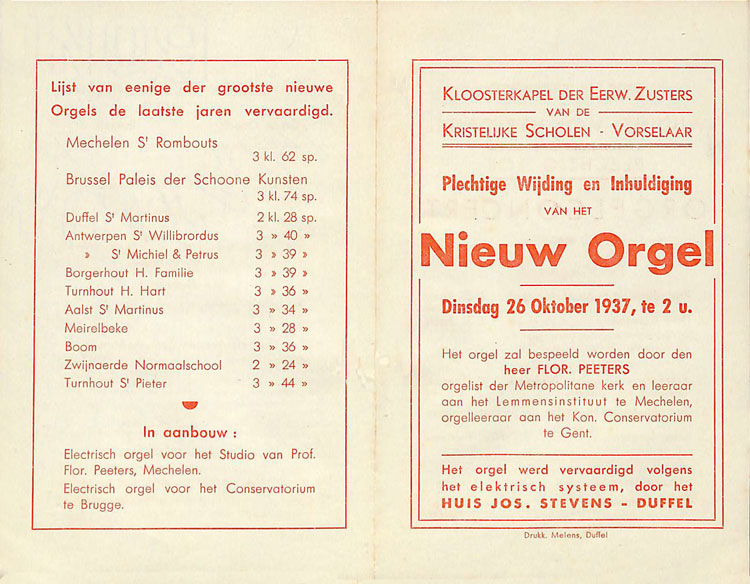 Lijst van eenige der grootste nieuwe
Orgels de laatste jaren vervaardigd.
Mechelen Sᵗ Rombouts
3 kl. 62 sp.
Brussel Paleis der Schoone Kunsten
3 kl. 74 sp.
Duffel Sᵗ Martinus 2 kl. 28 sp.
Antwerpen Sᵗ Willibrordus 3 » 40 »
» Sᵗ Michiel & Petrus 3 » 39 »
Borgerhout H. Familie 3 » 39 »
Turnhout H. Hart 3 » 36 »
Aalst Sᵗ Martinus 3 » 34 »
Meirelbeke 3 » 28 »
Boom 3 » 36 »
Zwijnaerde Normaalschool 2 » 24 »
Turnhout Sᵗ Pieter 3 » 44 »
In aanbouw :
Electrisch orgel voor het Studio van Prof.
Flor. Peeters, Mechelen.
Electrisch orgel voor het Conservatorium
te Brugge.
KLOOSTERKAPEL DER EERW. ZUSTERS
VAN DE
KRISTELIJKE SCHOLEN - VORSELAAR
Plechtige Wijding en Inhuldiging
VAN HET
Nieuw Orgel
Dinsdag 26 Oktober 1937, te 2 u.
Het orgel zal bespeeld worden door den
heer FLOR. PEETERS
orgelist der Metropolitane kerk en leeraar
aan het Lemmensinstituut te Mechelen,
orgelleeraar aan het Kon. Conservatorium
te Gent.
Het orgel werd vervaardigd volgens
het elektrisch systeem, door het
HUIS JOS. STEVENS - DUFFEL
Drukk. Melens, Duffel